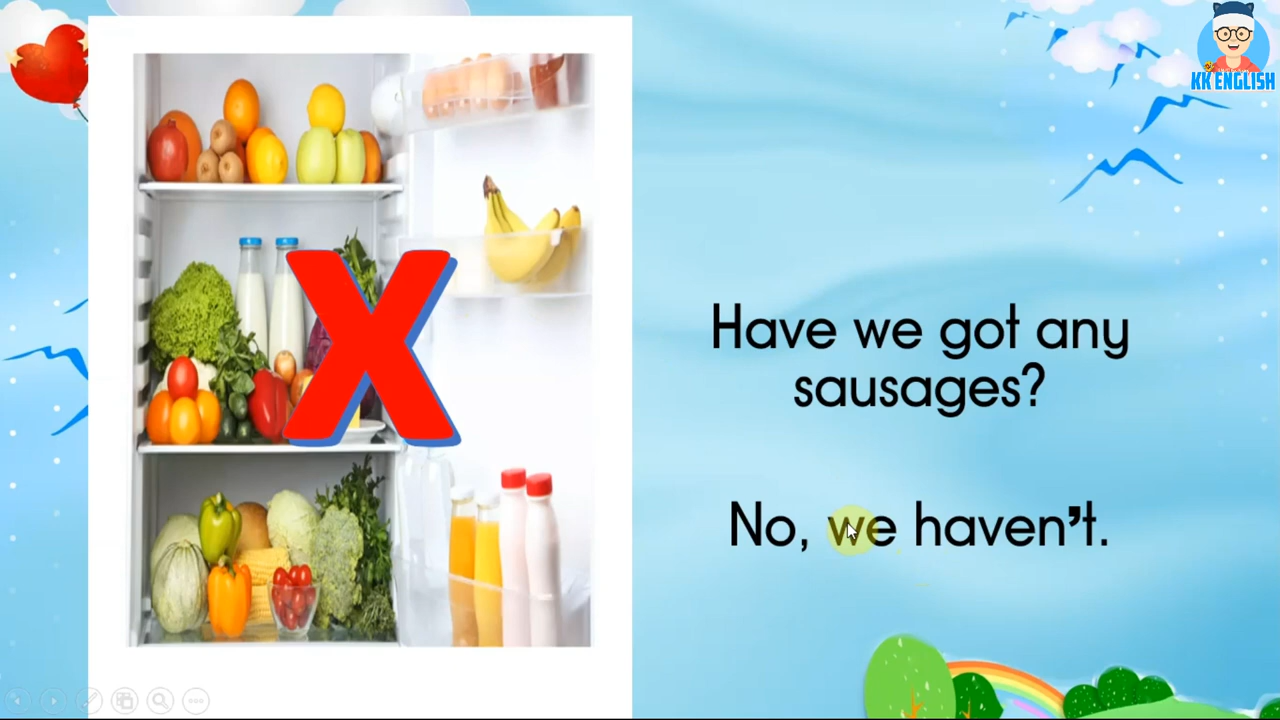 KK ENGLISH
Have we got any
sausages?
No, we haven't.
X